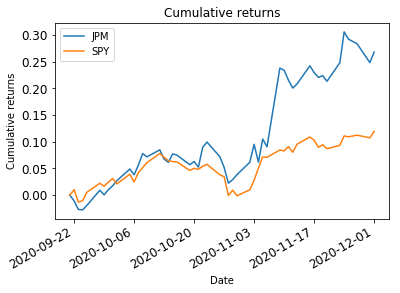 Cumulative returns
JPM
SPY
Cumulative returns
0.30
0.25
0.20
0.15
0.10
0.05
0.00
2020-09-22
2020-10-06
2020-10-20
2020-11-03
2020-11-17
2020-12-01
Date